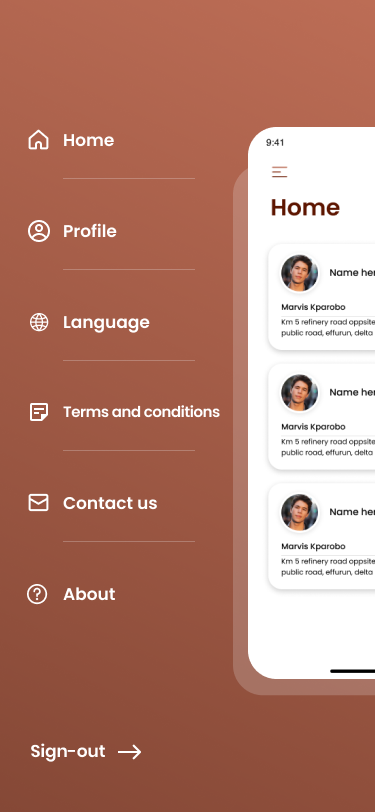 Home
Profile
Language
Terms and conditions
Contact us
About
Sign-out
9:41
Home
Name her
Marvis Kparobo
Km 5 refinery road oppsite
public road, effurun, delta
Name her
Marvis Kparobo
Km 5 refinery road oppsite
public road, effurun, delta
Name her
Marvis Kparobo
Km 5 refinery road oppsite
public road, effurun, delta